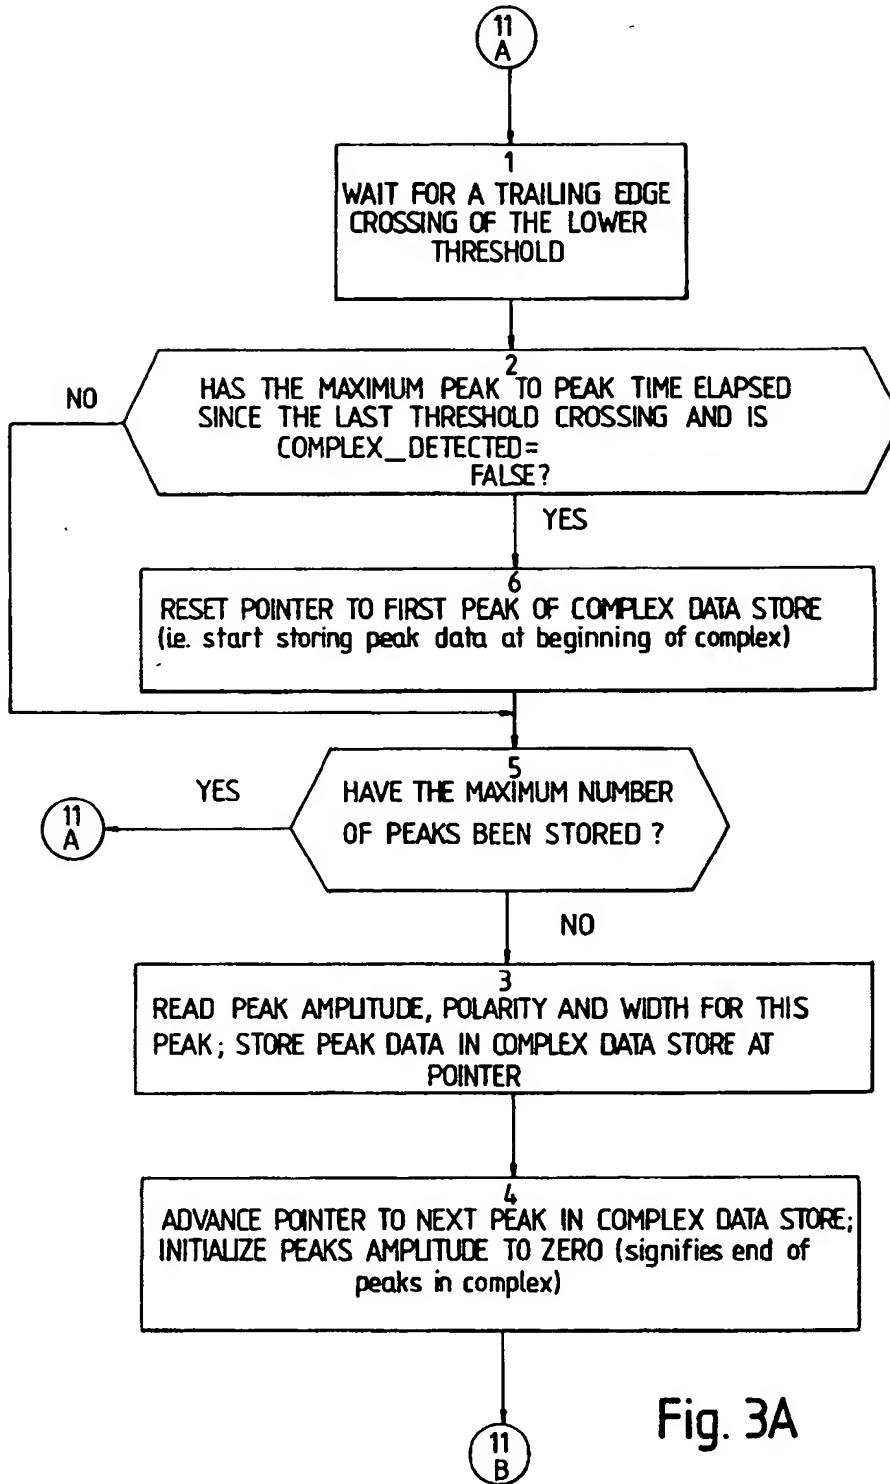 11
A
1
WAIT FOR A TRAILING EDGE
CROSSING OF THE LOWER
THRESHOLD
2
NO
HAS THE MAXIMUM PEAK TO PEAK TIME ELAPSED
SINCE THE LAST THRESHOLD CROSSING AND IS
COMPLEX_DETECTED=
FALSE?
YES
6
RESET POINTER TO FIRST PEAK OF COMPLEX DATA STORE
(ie. start storing peak data at beginning of complex)
5
YES
HAVE THE MAXIMUM NUMBER
OF PEAKS BEEN STORED ?
11
A
NO
3
READ PEAK AMPLITUDE, POLARITY AND WIDTH FOR THIS
PEAK; STORE PEAK DATA IN COMPLEX DATA STORE AT
POINTER
4
ADVANCE POINTER TO NEXT PEAK IN COMPLEX DATA STORE;
INITIALIZE PEAKS AMPLITUDE TO ZERO (signifies end of
peaks in complex)
Fig. 3A
11
B